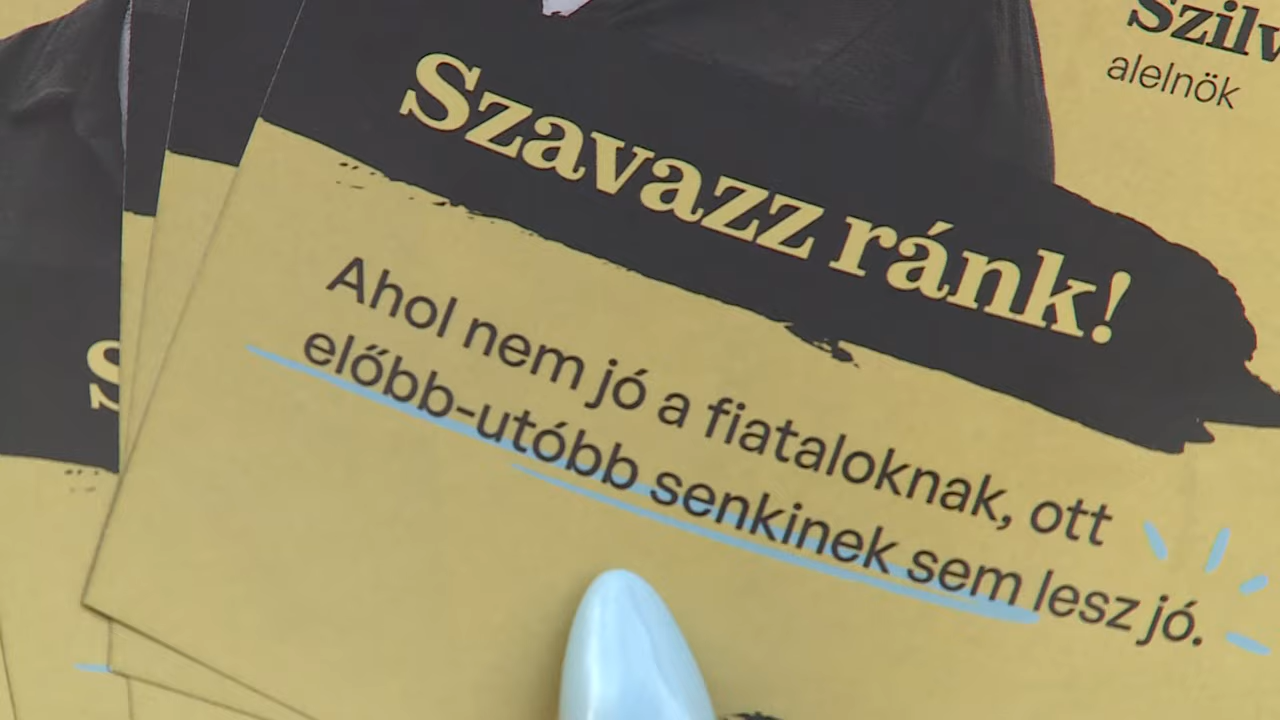 alelnök
Szavazz ránk!
Ahol nem jó a fiataloknak, ott
előbb-utóbb senkinek sem lesz jó.